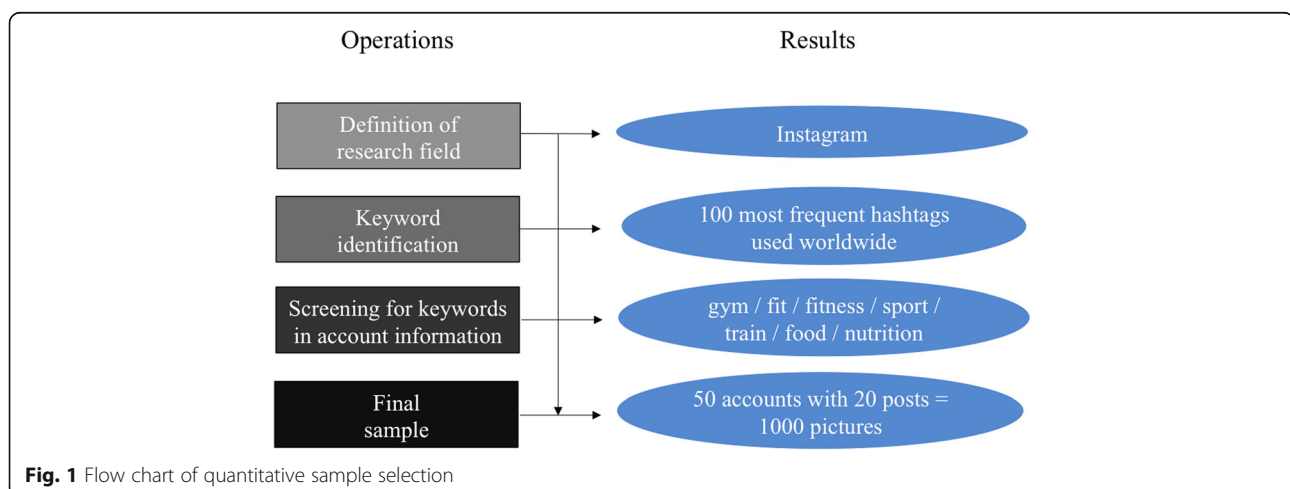 Operations
Results
Definition of
research field
Instagram
Keyword
identification
100 most frequent hashtags
used worldwide
Screening for keywords
in account information
gym / fit / fitness / sport /
train / food / nutrition
Final
sample
50 accounts with 20 posts =
1000 pictures
Fig. 1 Flow chart of quantitative sample selection